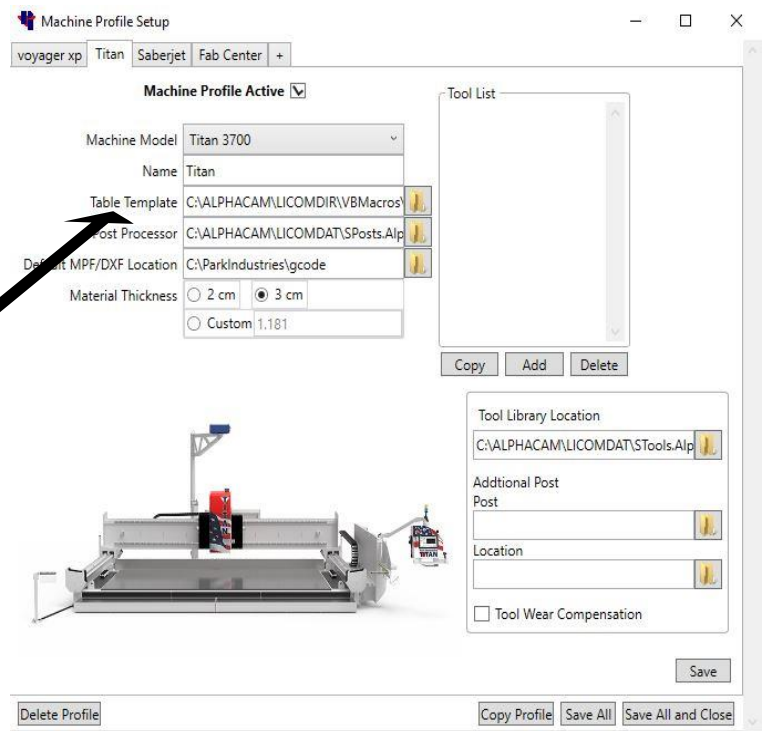 Machine Profile Setup
voyager xp Titan Saberjet Fab Center +
Machine Profile Active
Tool List
Machine Model Titan 3700
Name Titan
Table Template C:\ALPHACAM\LICOMDIR\VBMacros\
Post Processor C:\ALPHACAM\LICOMDAT\SPosts.Alp
Default MPF/DXF Location C:\ParkIndustries\gcode
Material Thickness 2 cm 3 cm
Custom 1.181
Copy Add Delete
Tool Library Location
C:\ALPHACAM\LICOMDAT\STools.Alp
Addtional Post
Post
Location
TITAN
Tool Wear Compensation
Save
Delete Profile Copy Profile Save All Save All and Close